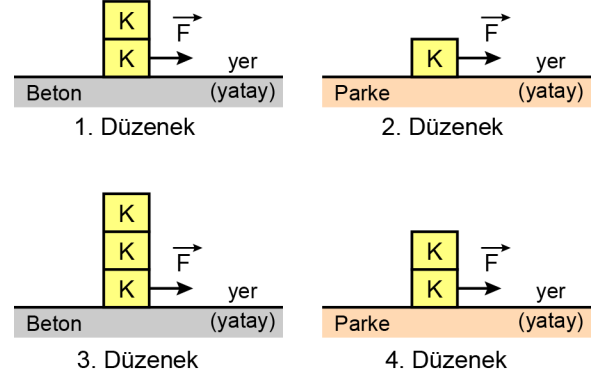 K
F
K
yer
Beton
(yatay)
1. Düzenek
F
K
yer
Parke
(yatay)
2. Düzenek
K
K
F
K
yer
Beton
(yatay)
3. Düzenek
K
F
K
yer
Parke
(yatay)
4. Düzenek